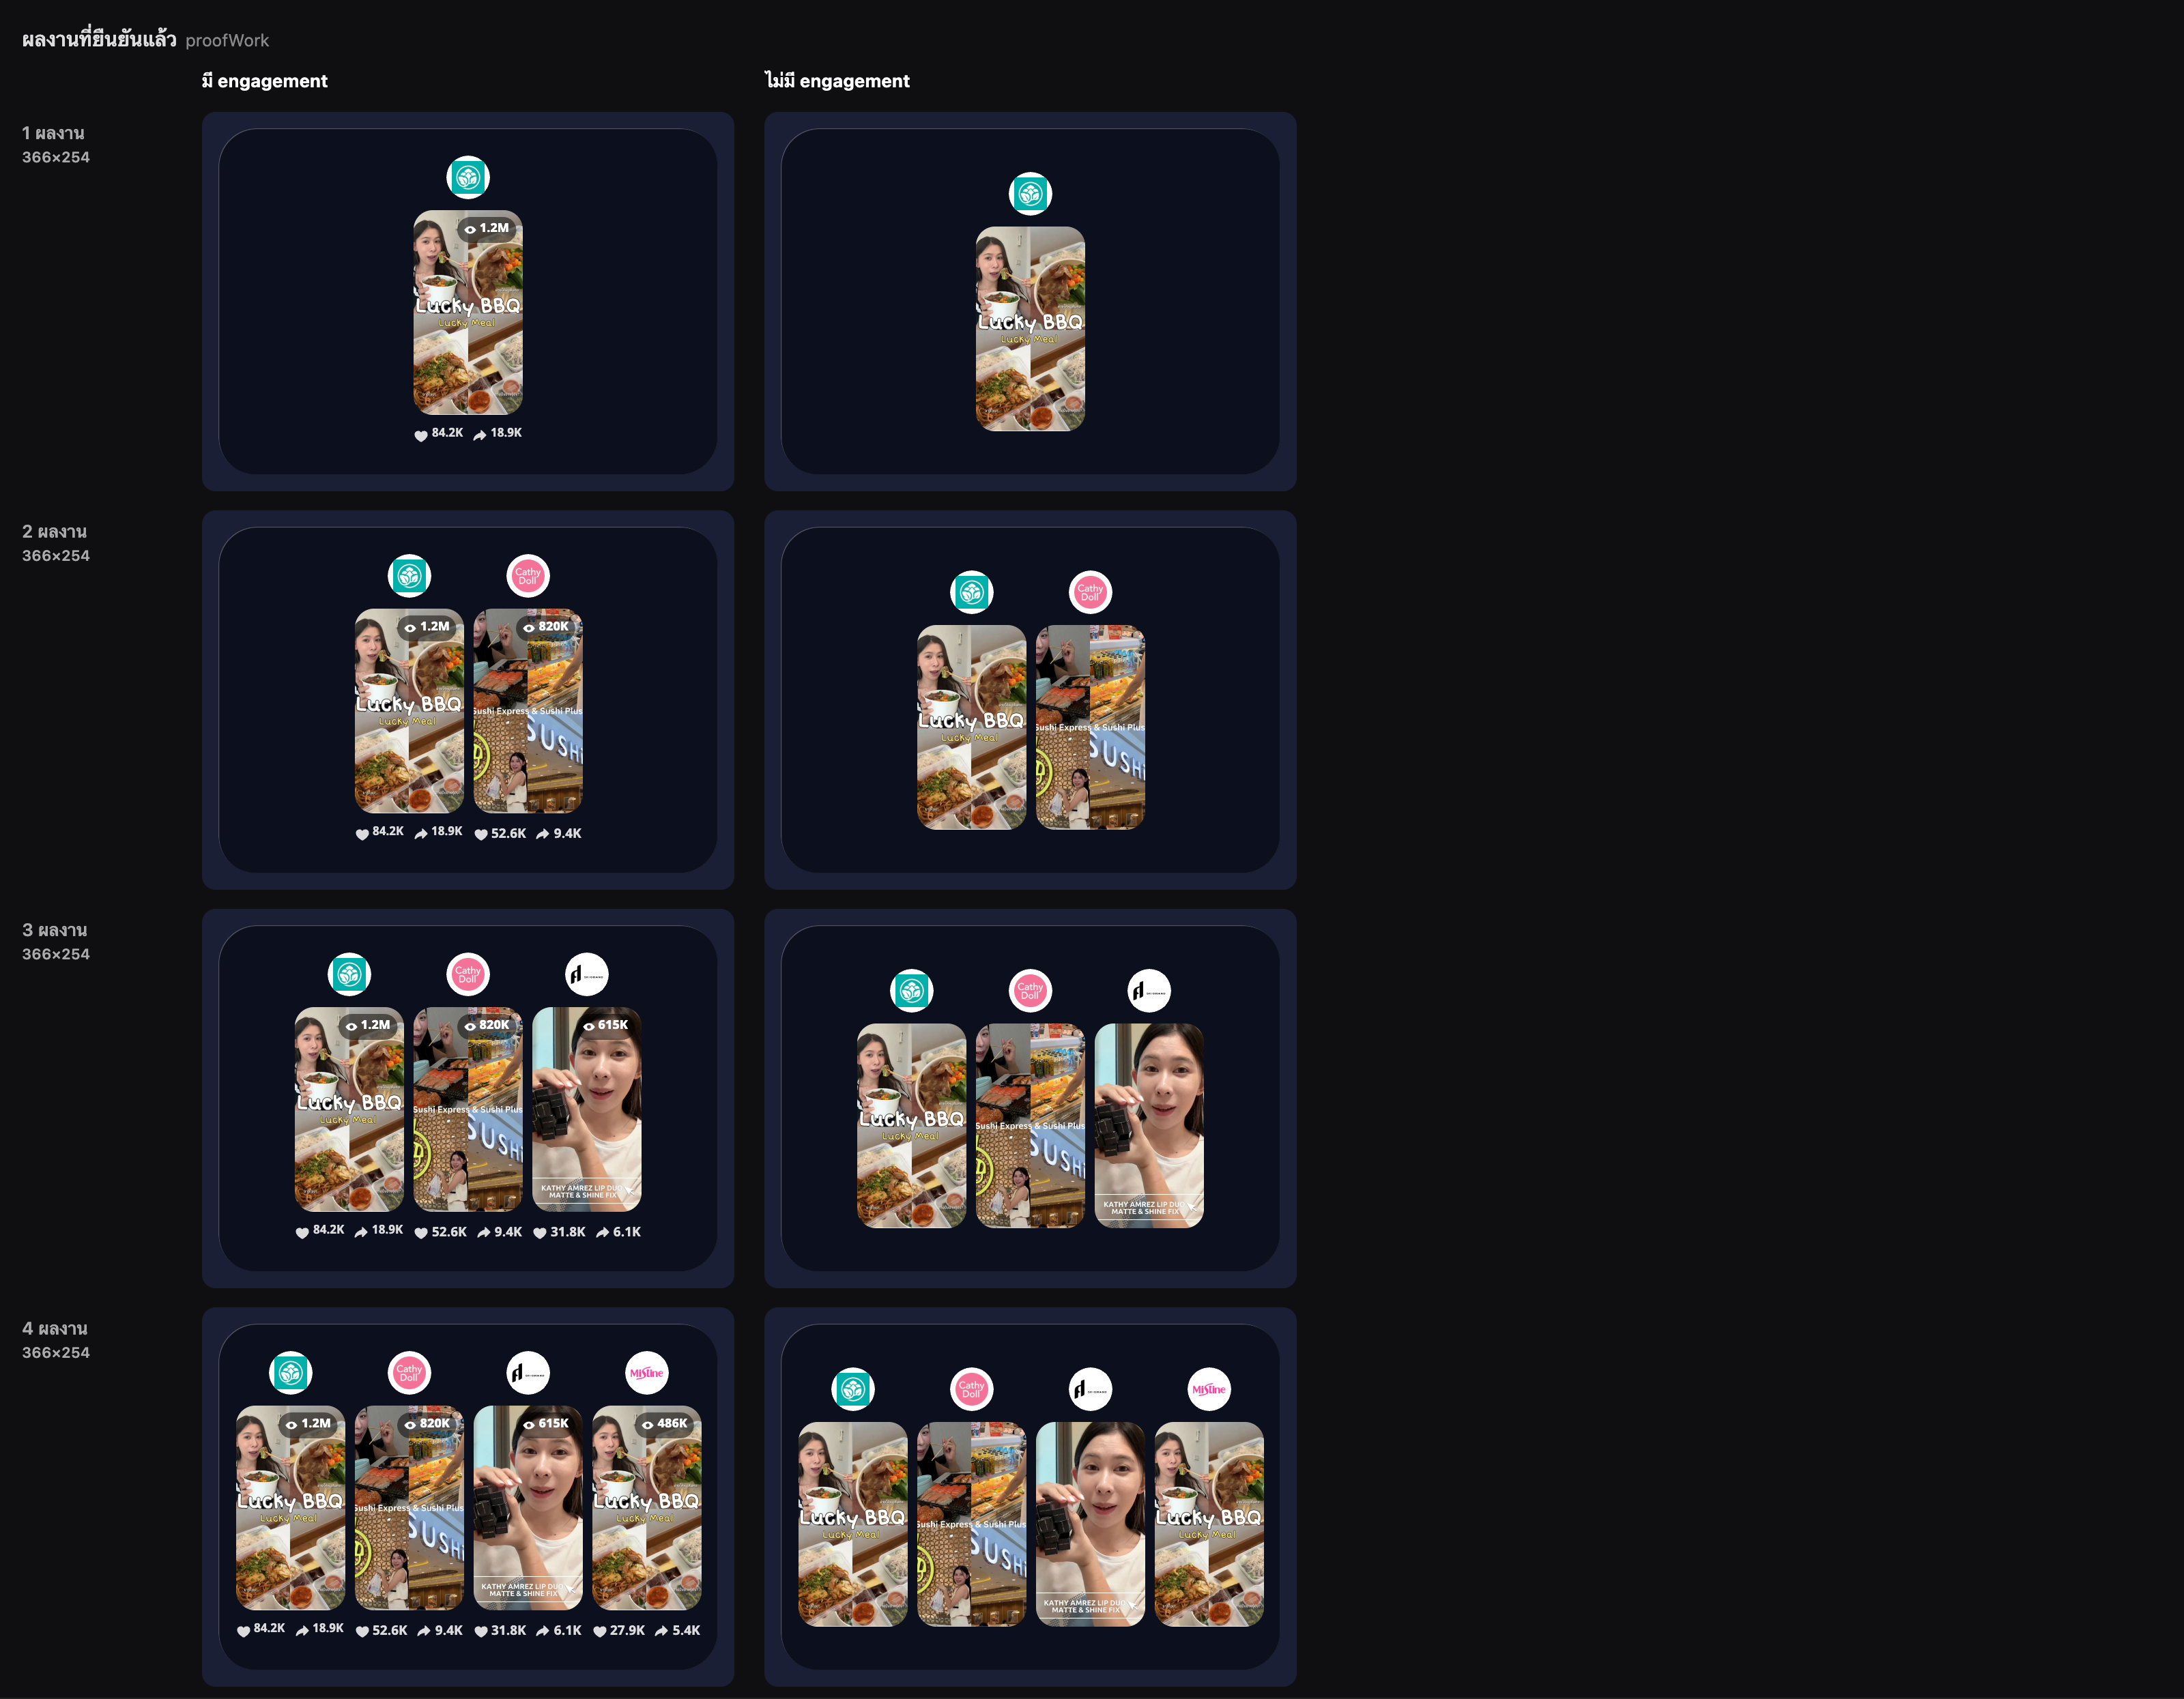 ผลงานที่ยืนยันแล้ว proofWork
มี engagement
ไม่มี engagement
1 ผลงาน
366×254
1.2M
Lucky BBQ
Lucky Meal
84.2K 18.9K
Lucky BBQ
Lucky Meal
2 ผลงาน
366×254
Cathy Doll
1.2M 820K
Lucky BBQ
Lucky Meal
Sushi Express & Sushi Plus
SUSHI
84.2K 18.9K 52.6K 9.4K
Cathy Doll
Lucky BBQ
Lucky Meal
Sushi Express & Sushi Plus
SUSHI
3 ผลงาน
366×254
Cathy Doll
1.2M 820K 615K
Lucky BBQ
Lucky Meal
Sushi Express & Sushi Plus
SUSHI
KATHY AMREZ LIP DUO
MATTE & SHINE FIX
84.2K 18.9K 52.6K 9.4K 31.8K 6.1K
Cathy Doll
Lucky BBQ
Lucky Meal
Sushi Express & Sushi Plus
SUSHI
KATHY AMREZ LIP DUO
MATTE & SHINE FIX
4 ผลงาน
366×254
Cathy Doll
Mistine
1.2M 820K 615K 486K
Lucky BBQ
Lucky Meal
Sushi Express & Sushi Plus
SUSHI
KATHY AMREZ LIP DUO
MATTE & SHINE FIX
Lucky BBQ
Lucky Meal
84.2K 18.9K 52.6K 9.4K 31.8K 6.1K 27.9K 5.4K
Cathy Doll
Mistine
Lucky BBQ
Lucky Meal
Sushi Express & Sushi Plus
SUSHI
KATHY AMREZ LIP DUO
MATTE & SHINE FIX
Lucky BBQ
Lucky Meal